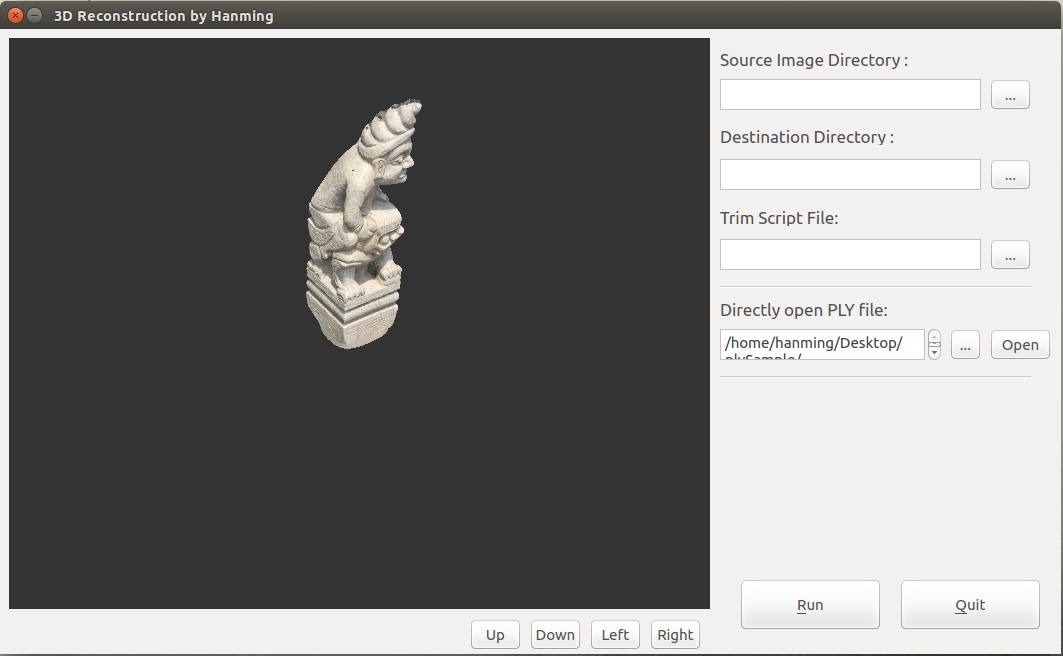 3D Reconstruction by Hanming
Source Image Directory :
...
Destination Directory :
...
Trim Script File:
...
Directly open PLY file:
/home/hanming/Desktop/
plySample/
...
Open
Run
Quit
Up
Down
Left
Right